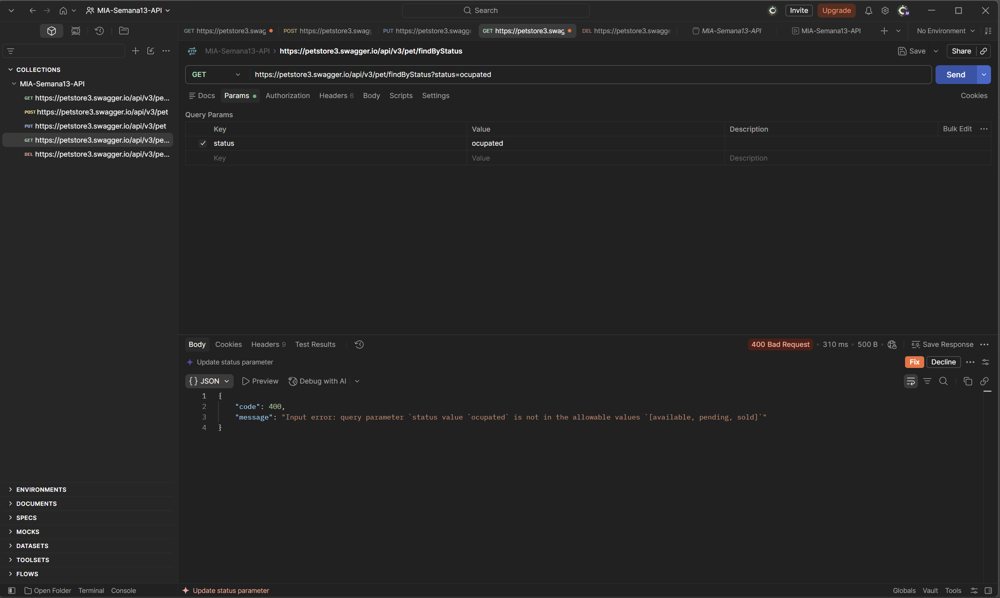 MIA-Semana13-API
Search
Invite
Upgrade
GET https://petstore3.swag
POST https://petstore3.swagg
PUT https://petstore3.swagge
GET https://petstore3.swag
DEL https://petstore3.swagge
MIA-Semana13-API
MIA-Semana13-API
No Environment
HTTP MIA-Semana13-API > https://petstore3.swagger.io/api/v3/pet/findByStatus
Save
Share
COLLECTIONS
MIA-Semana13-API
GET https://petstore3.swagger.io/api/v3/pe...
POST https://petstore3.swagger.io/api/v3/pet
PUT https://petstore3.swagger.io/api/v3/pet
GET https://petstore3.swagger.io/api/v3/pe...
DEL https://petstore3.swagger.io/api/v3/pe...
GET https://petstore3.swagger.io/api/v3/pet/findByStatus?status=ocupated
Send
Docs Params Authorization Headers 6 Body Scripts Settings
Cookies
Query Params
Key Value Description Bulk Edit
status ocupated
Key Value Description
Body Cookies Headers 9 Test Results
400 Bad Request 310 ms 500 B e.g. Save Response
Update status parameter
Fix Decline
{} JSON Preview Debug with AI
1 {
2 "code": 400,
3 "message": "Input error: query parameter `status value `ocupated` is not in the allowable values `[available, pending, sold]`"
4 }
ENVIRONMENTS
DOCUMENTS
SPECS
MOCKS
DATASETS
TOOLSETS
FLOWS
Open Folder Terminal Console
Update status parameter
Globals Vault Tools